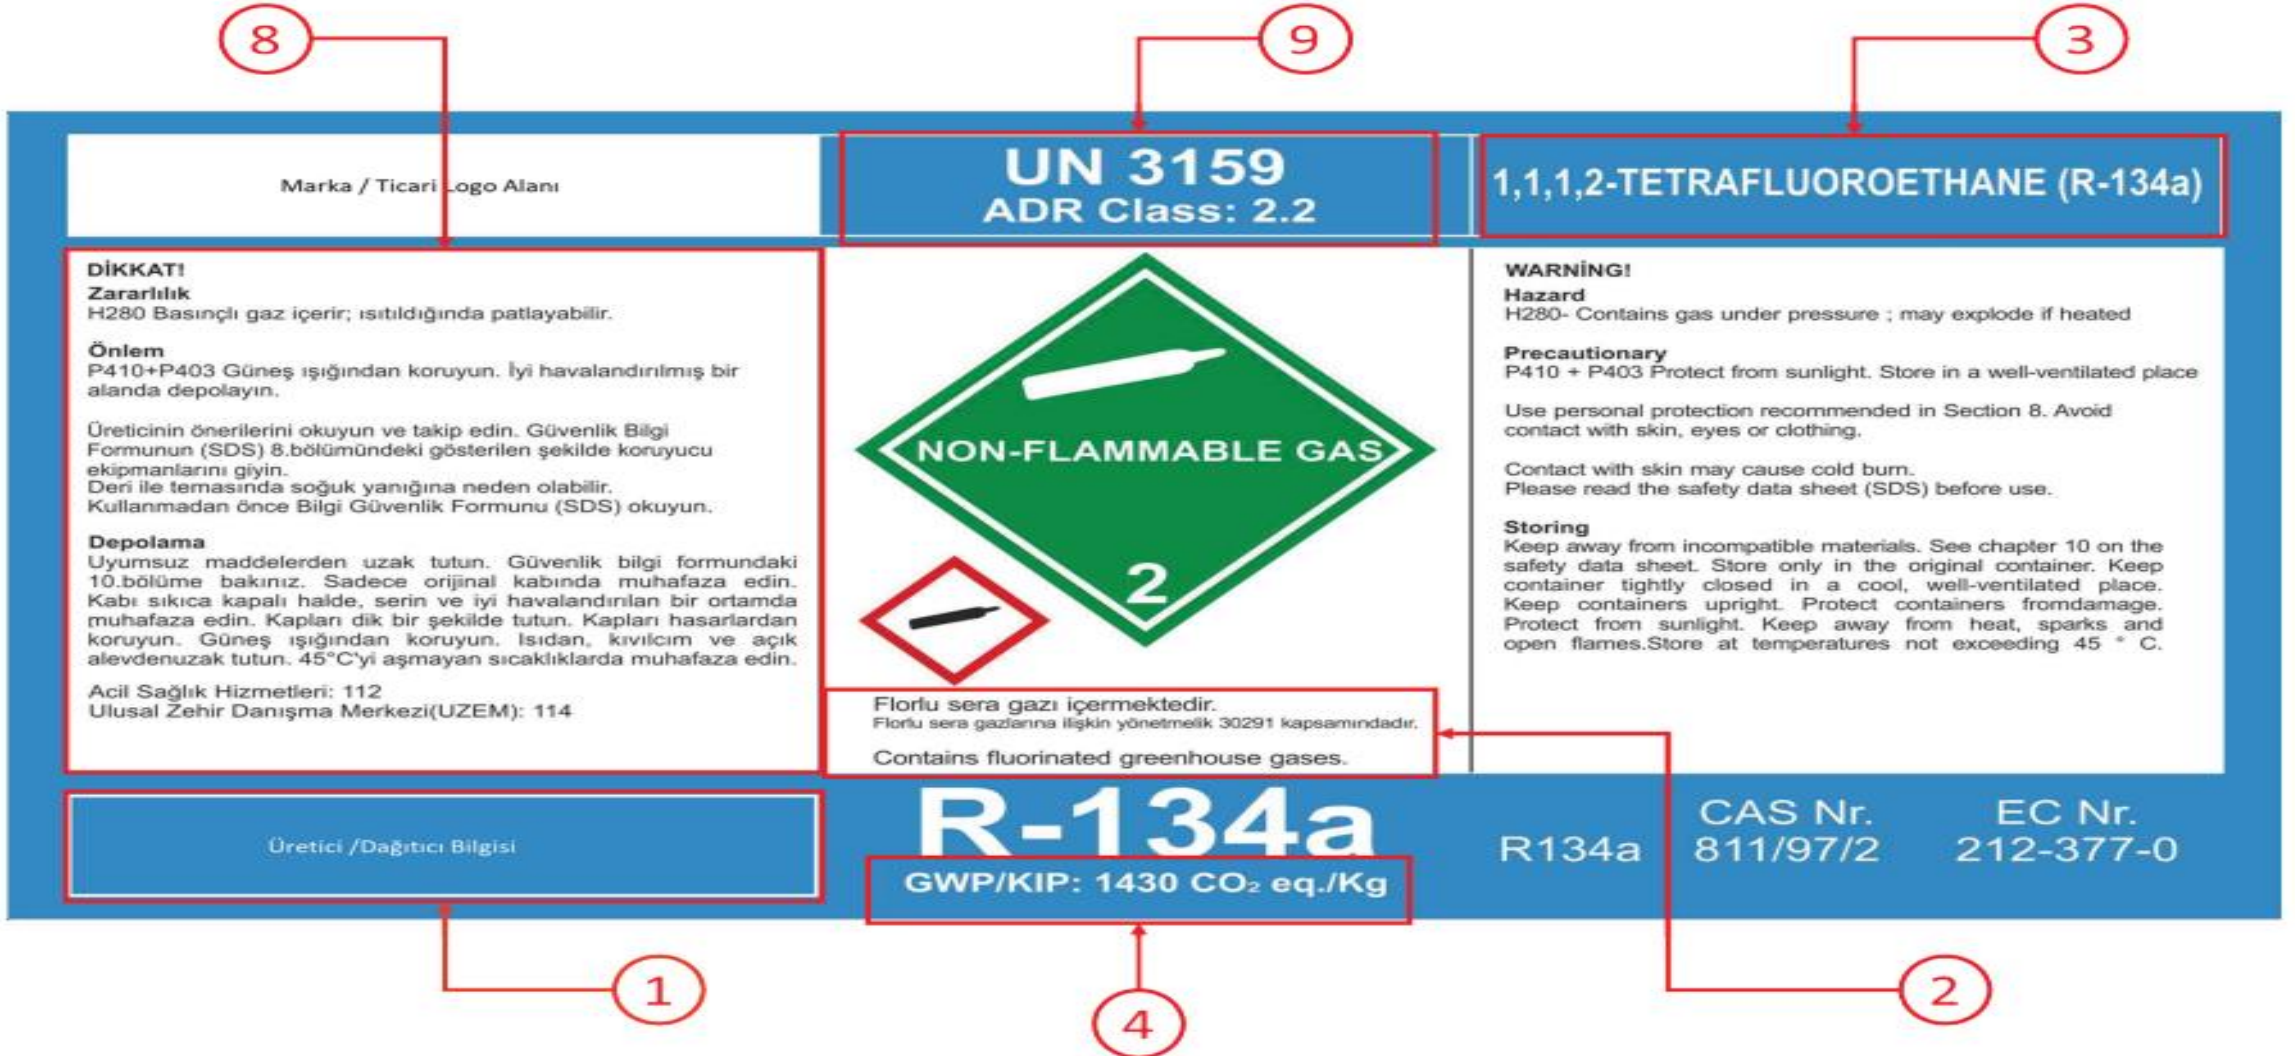 8
9
3
Marka / Ticari Logo Alanı
UN 3159
ADR Class: 2.2
1,1,1,2-TETRAFLUOROETHANE (R-134a)
DİKKAT!
Zararlılık
H280 Basınçlı gaz içerir; ısıtıldığında patlayabilir.
Önlem
P410+P403 Güneş ışığından koruyun. İyi havalandırılmış bir
alanda depolayın.
Üreticinin önerilerini okuyun ve takip edin. Güvenlik Bilgi
Formunun (SDS) 8.bölümündeki gösterilen şekilde koruyucu
ekipmanlarını giyin.
Deri ile temasında soğuk yanığına neden olabilir.
Kullanmadan önce Bilgi Güvenlik Formunu (SDS) okuyun.
Depolama
Uyumsuz maddelerden uzak tutun. Güvenlik bilgi formundaki
10.bölüme bakınız. Sadece orijinal kabında muhafaza edin.
Kabı sıkıca kapalı halde, serin ve iyi havalandırılan bir ortamda
muhafaza edin. Kapları dik bir şekilde tutun. Kapları hasarlardan
koruyun. Güneş ışığından koruyun. Isıdan, kıvılcım ve açık
alevdenuzak tutun. 45°C'yi aşmayan sıcaklıklarda muhafaza edin.
Acil Sağlık Hizmetleri: 112
Ulusal Zehir Danışma Merkezi(UZEM): 114
NON-FLAMMABLE GAS
2
Florlu sera gazı içermektedir.
Florlu sera gazlarına ilişkin yönetmelik 30291 kapsamındadır.
Contains fluorinated greenhouse gases.
WARNİNG!
Hazard
H280- Contains gas under pressure ; may explode if heated
Precautionary
P410 + P403 Protect from sunlight. Store in a well-ventilated place
Use personal protection recommended in Section 8. Avoid
contact with skin, eyes or clothing.
Contact with skin may cause cold burn.
Please read the safety data sheet (SDS) before use.
Storing
Keep away from incompatible materials. See chapter 10 on the
safety data sheet. Store only in the original container. Keep
container tightly closed in a cool, well-ventilated place.
Keep containers upright. Protect containers fromdamage.
Protect from sunlight. Keep away from heat, sparks and
open flames.Store at temperatures not exceeding 45 ° C.
Üretici /Dağıtıcı Bilgisi
R-134a
GWP/KIP: 1430 CO₂ eq./Kg
R134a
CAS Nr.
811/97/2
EC Nr.
212-377-0
1
4
2